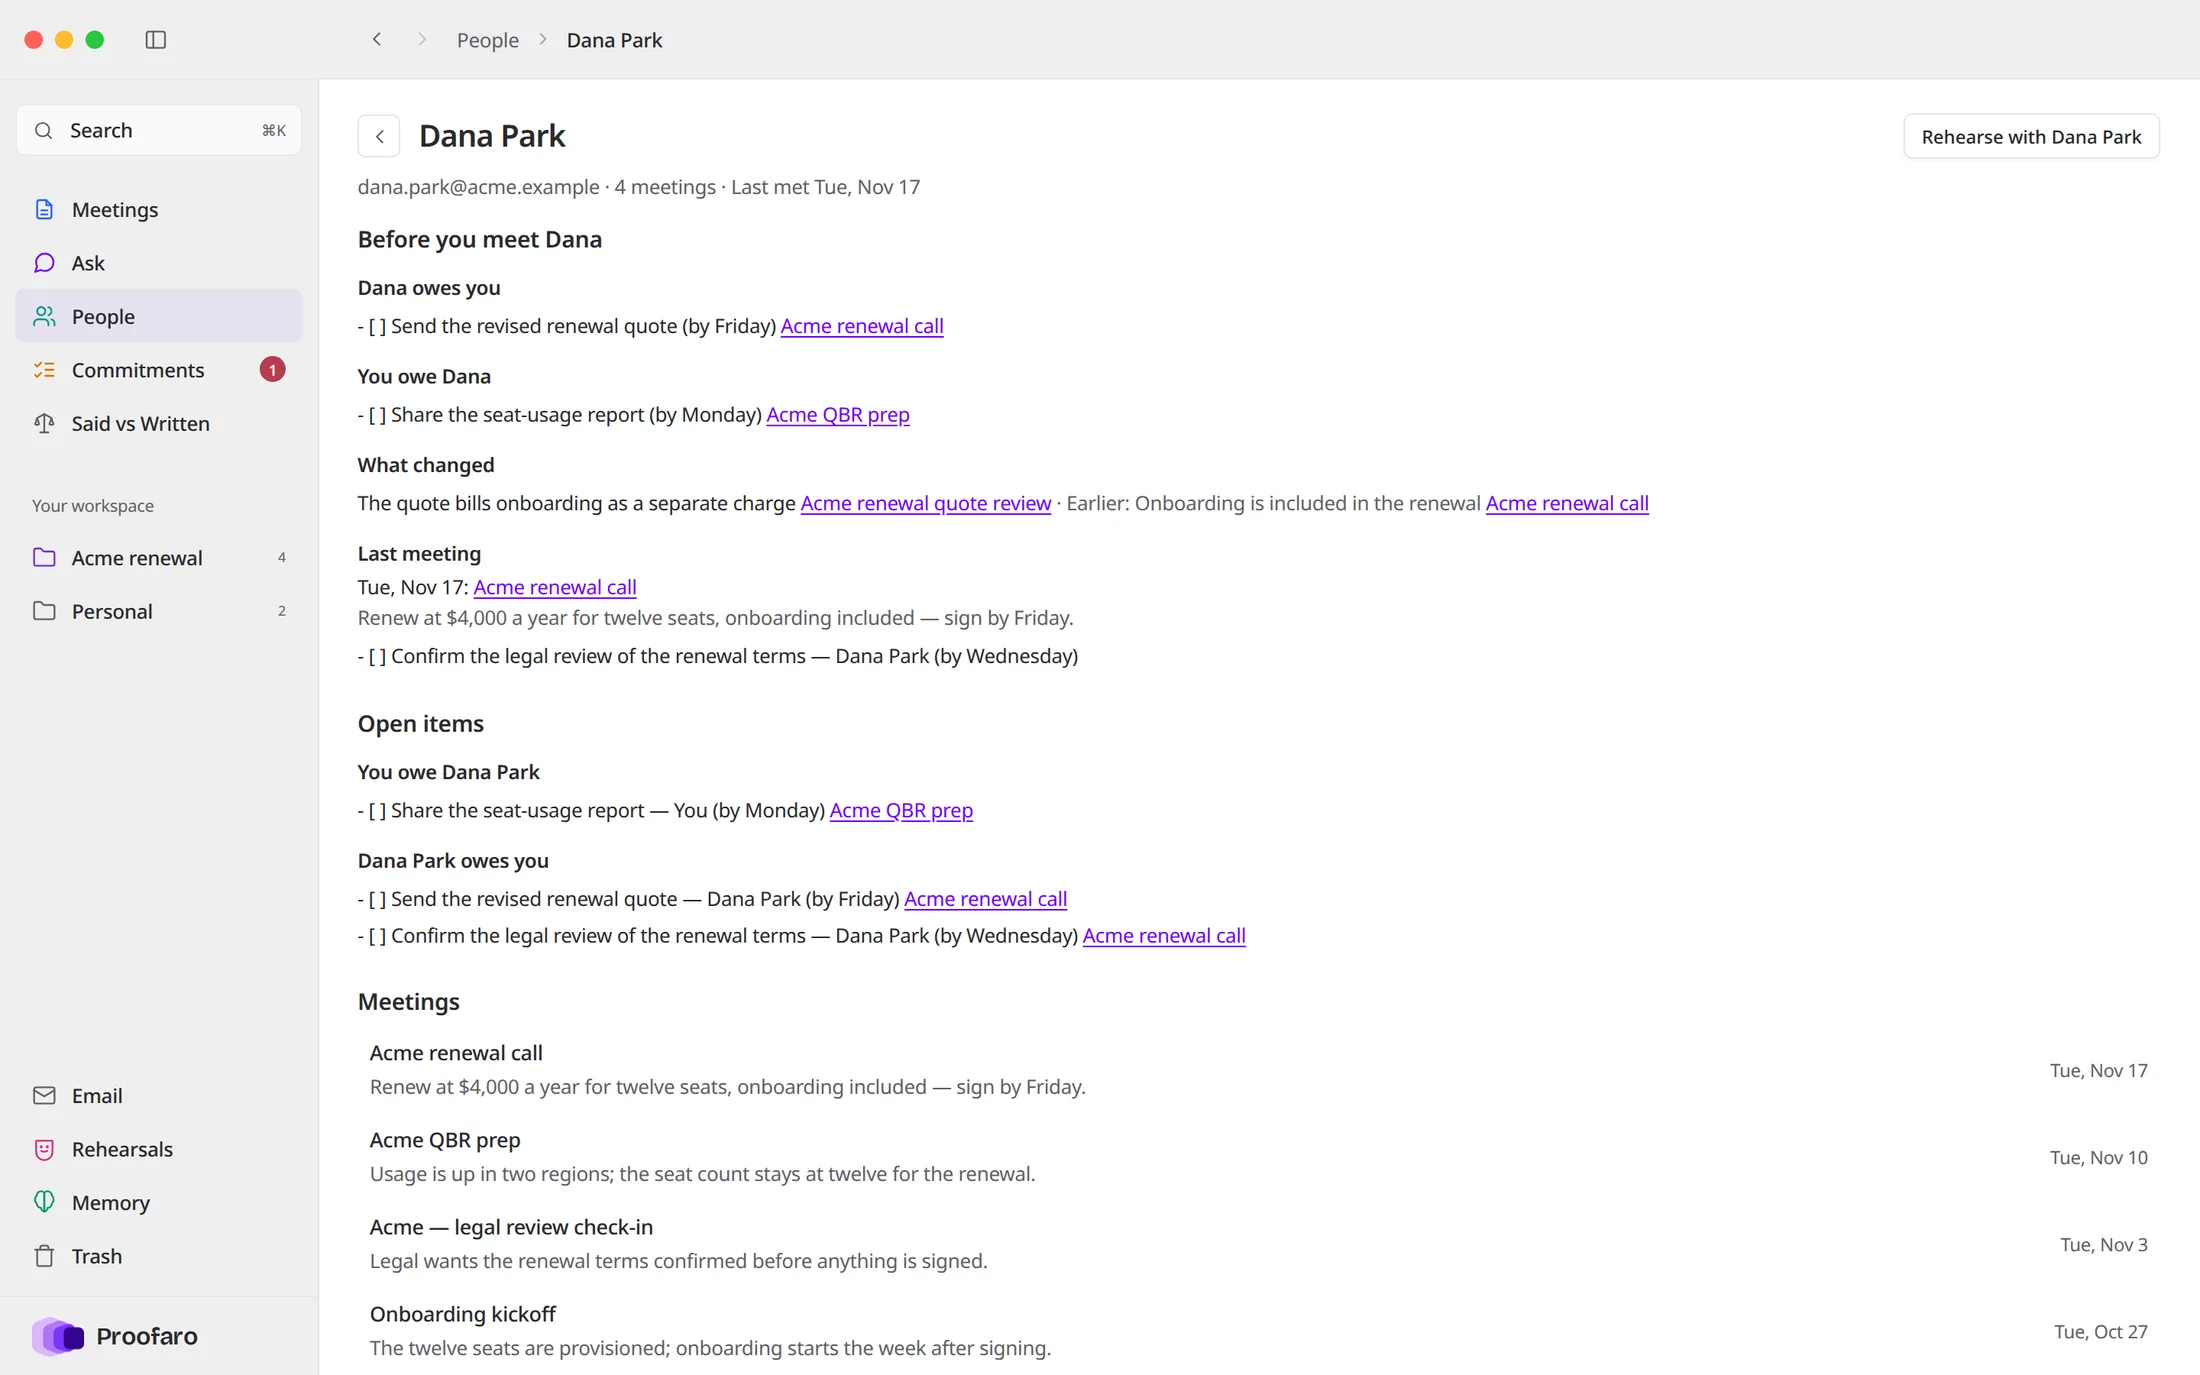 People > Dana Park
Search ⌘K
Meetings
Ask
People
Commitments 1
Said vs Written
Your workspace
Acme renewal 4
Personal 2
Email
Rehearsals
Memory
Trash
Proofaro
Dana Park
Rehearse with Dana Park
dana.park@acme.example · 4 meetings · Last met Tue, Nov 17
Before you meet Dana
Dana owes you
- [ ] Send the revised renewal quote (by Friday) Acme renewal call
You owe Dana
- [ ] Share the seat-usage report (by Monday) Acme QBR prep
What changed
The quote bills onboarding as a separate charge Acme renewal quote review · Earlier: Onboarding is included in the renewal Acme renewal call
Last meeting
Tue, Nov 17: Acme renewal call
Renew at $4,000 a year for twelve seats, onboarding included — sign by Friday.
- [ ] Confirm the legal review of the renewal terms — Dana Park (by Wednesday)
Open items
You owe Dana Park
- [ ] Share the seat-usage report — You (by Monday) Acme QBR prep
Dana Park owes you
- [ ] Send the revised renewal quote — Dana Park (by Friday) Acme renewal call
- [ ] Confirm the legal review of the renewal terms — Dana Park (by Wednesday) Acme renewal call
Meetings
Acme renewal call
Renew at $4,000 a year for twelve seats, onboarding included — sign by Friday.
Tue, Nov 17
Acme QBR prep
Usage is up in two regions; the seat count stays at twelve for the renewal.
Tue, Nov 10
Acme — legal review check-in
Legal wants the renewal terms confirmed before anything is signed.
Tue, Nov 3
Onboarding kickoff
The twelve seats are provisioned; onboarding starts the week after signing.
Tue, Oct 27